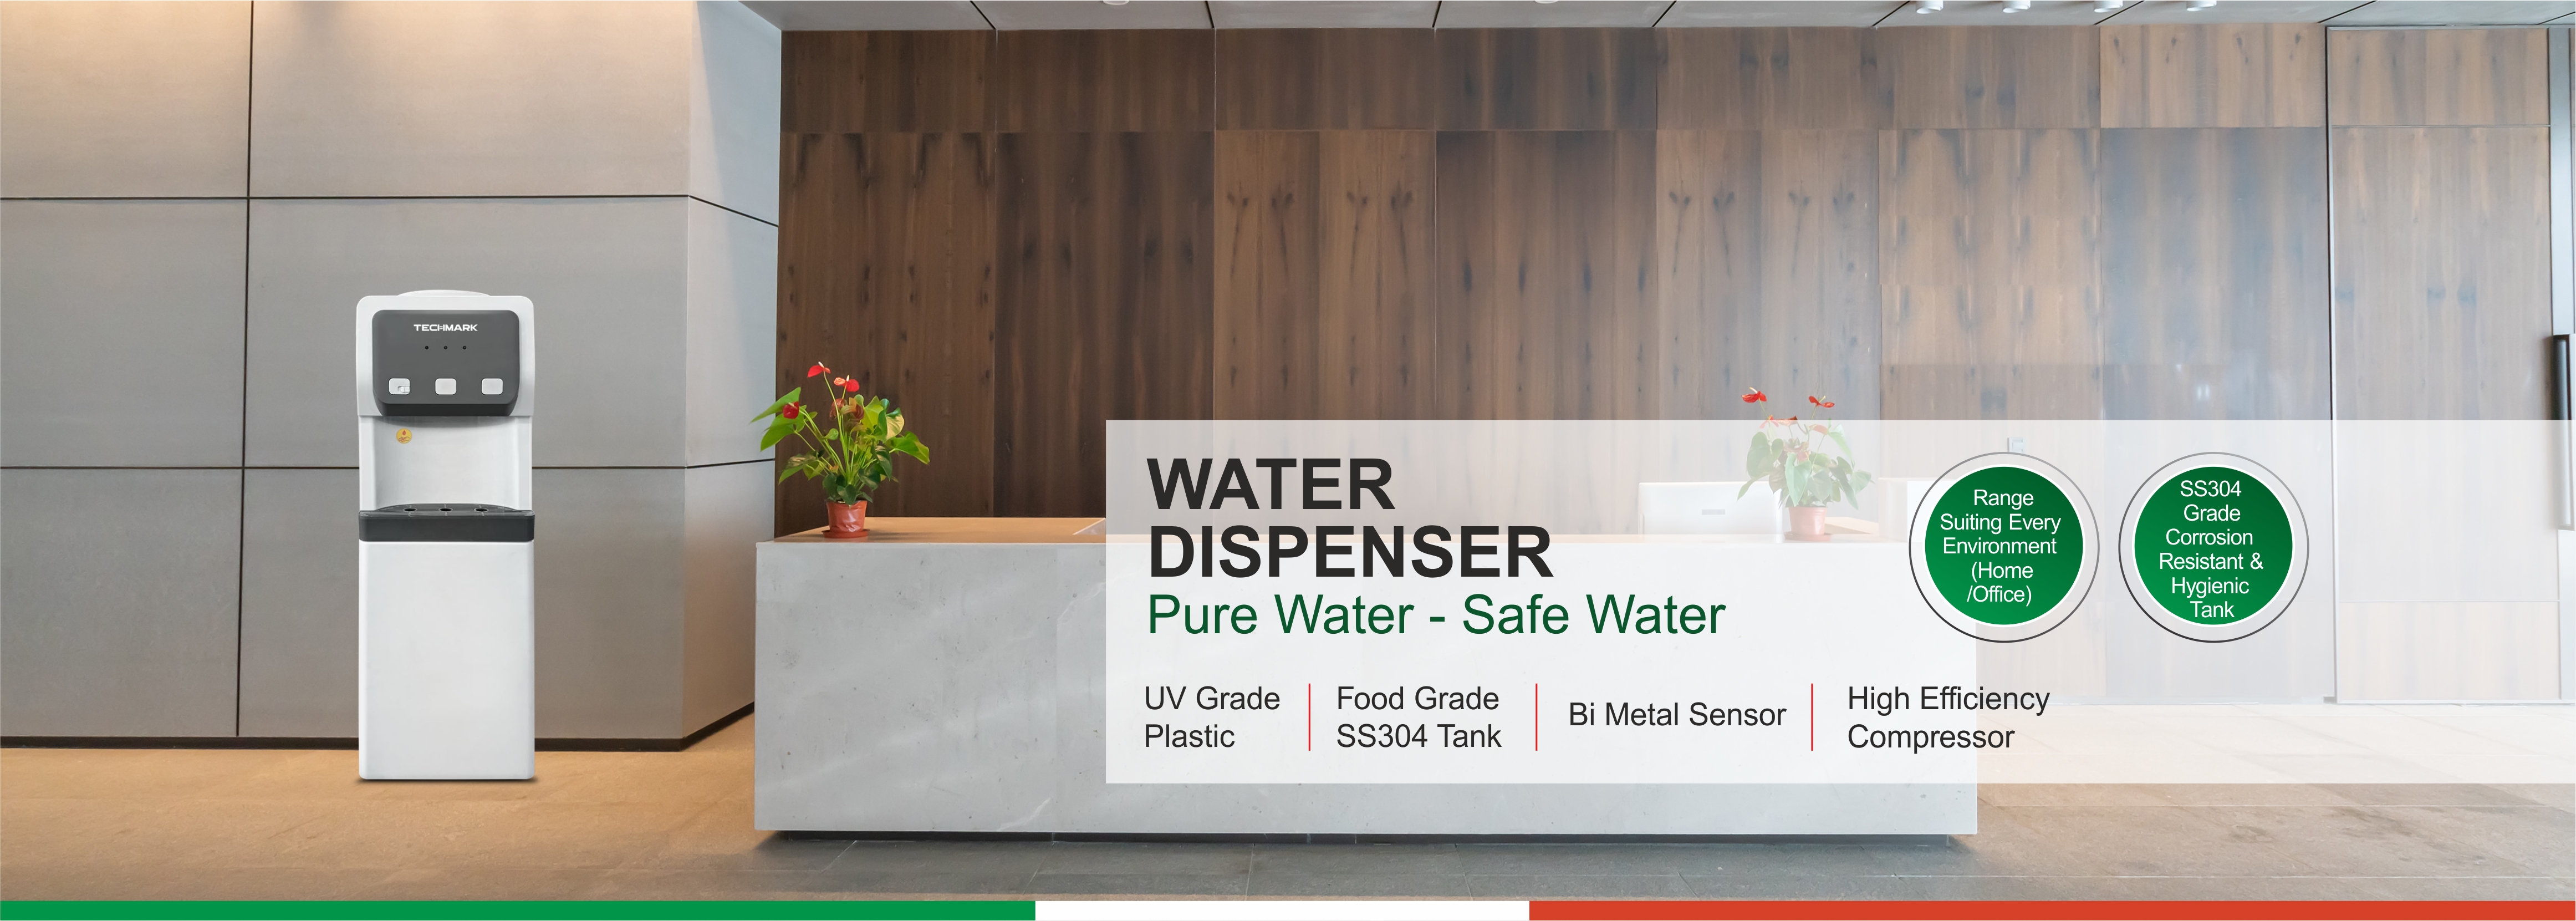 TECHMARK
WATER
DISPENSER
Pure Water - Safe Water
UV Grade
Plastic
Food Grade
SS304 Tank
Bi Metal Sensor
High Efficiency
Compressor
Range
Suiting Every
Environment
(Home
/Office)
SS304
Grade
Corrosion
Resistant &
Hygienic
Tank